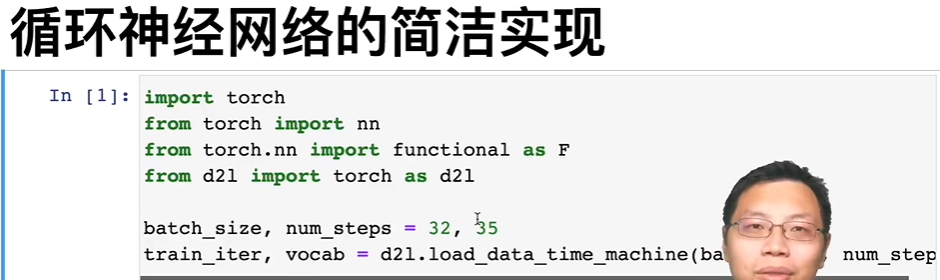 循环神经网络的简洁实现
In [1]:
import torch
from torch import nn
from torch.nn import functional as F
from d2l import torch as d2l
batch_size, num_steps = 32, 35
train_iter, vocab = d2l.load_data_time_machine(ba num_step